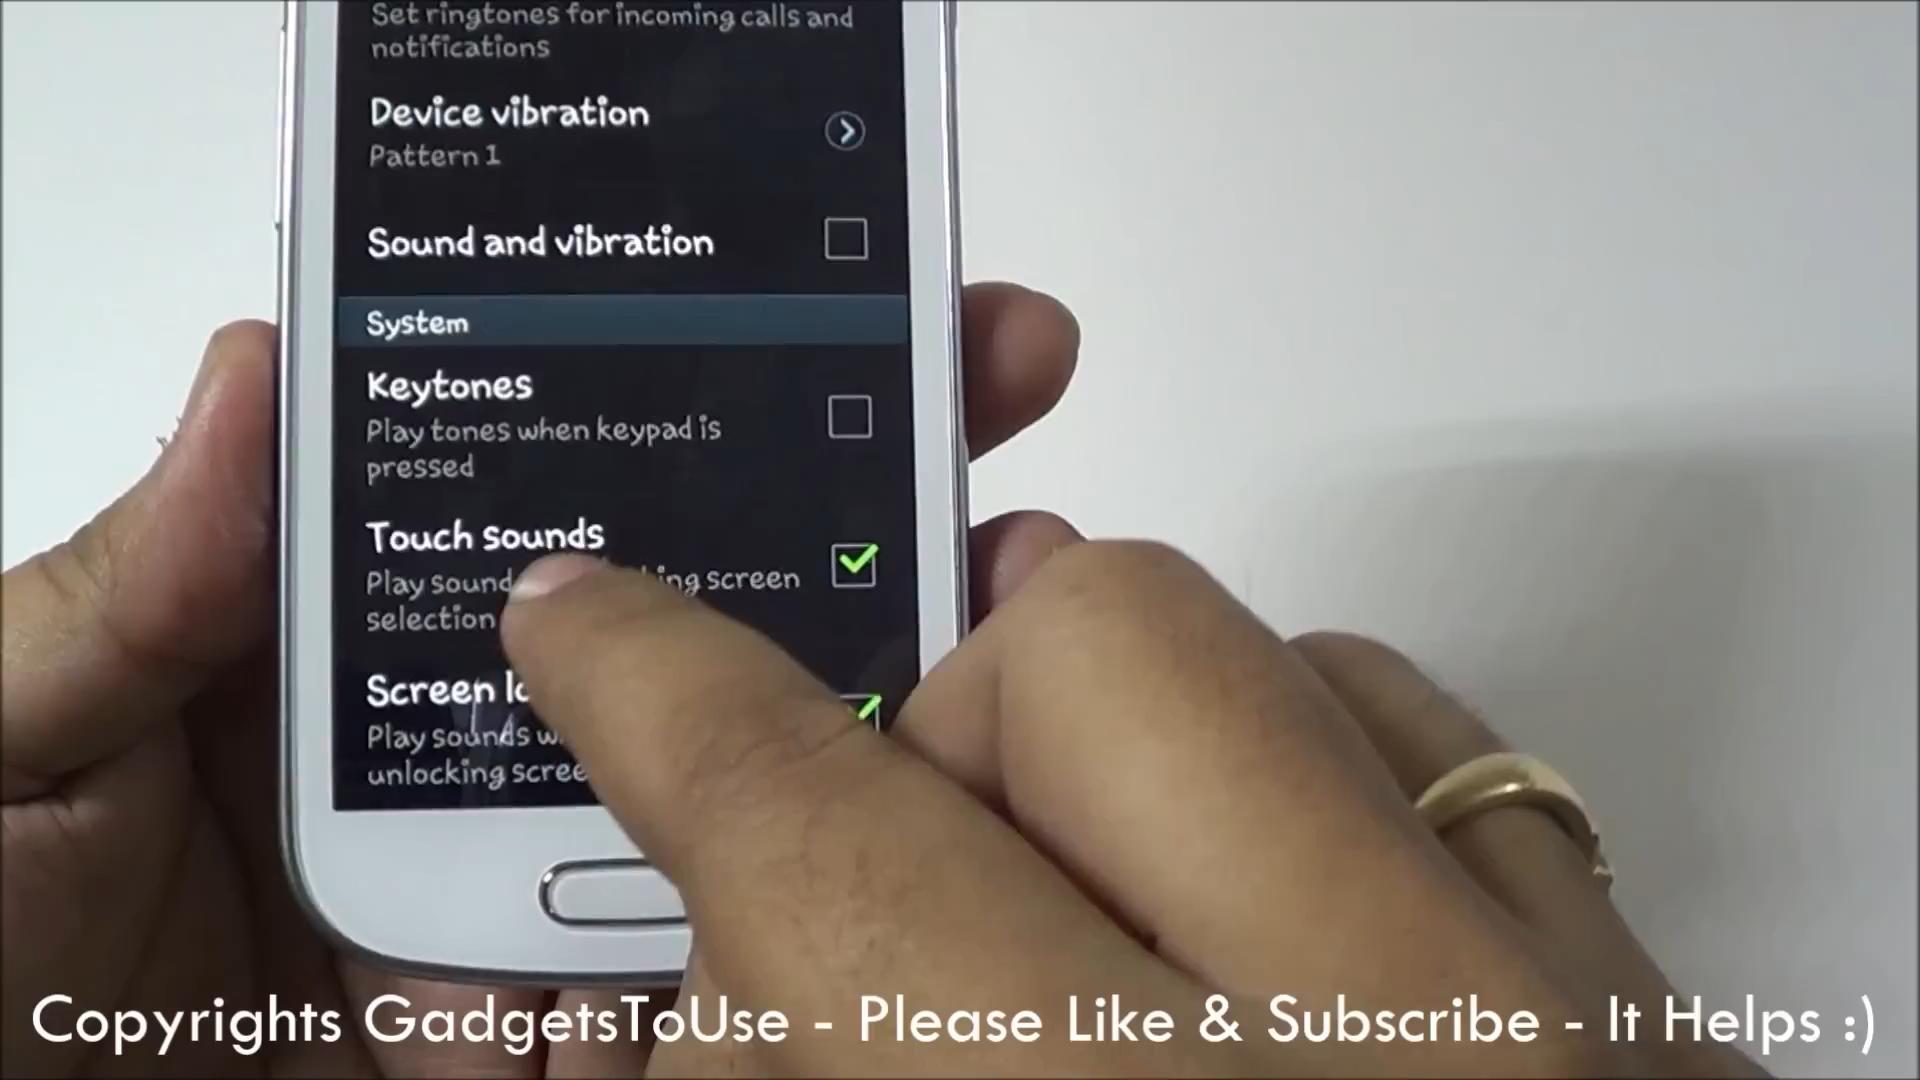 Set ringtones for incoming calls and
notifications
Device vibration
Pattern 1
Sound and vibration
System
Keytones
Play tones when keypad is
pressed
Touch sounds
Play sound screen
selection
Screen
Play sounds
unlocking
Copyrights GadgetsToUse - Please Like & Subscribe - It Helps :)